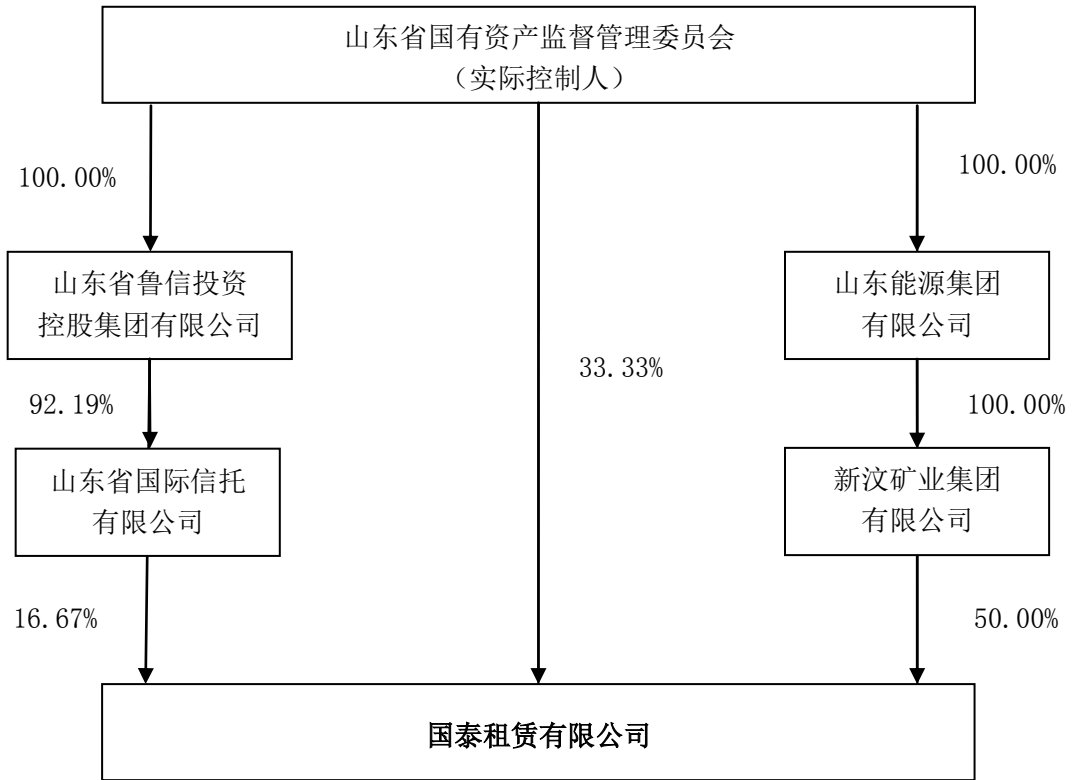 山东省国有资产监督管理委员会
（实际控制人）
100.00%
100.00%
山东省鲁信投资
控股集团有限公司
山东能源集团
有限公司
33.33%
92.19%
100.00%
山东省国际信托
有限公司
新汶矿业集团
有限公司
16.67%
50.00%
国泰租赁有限公司